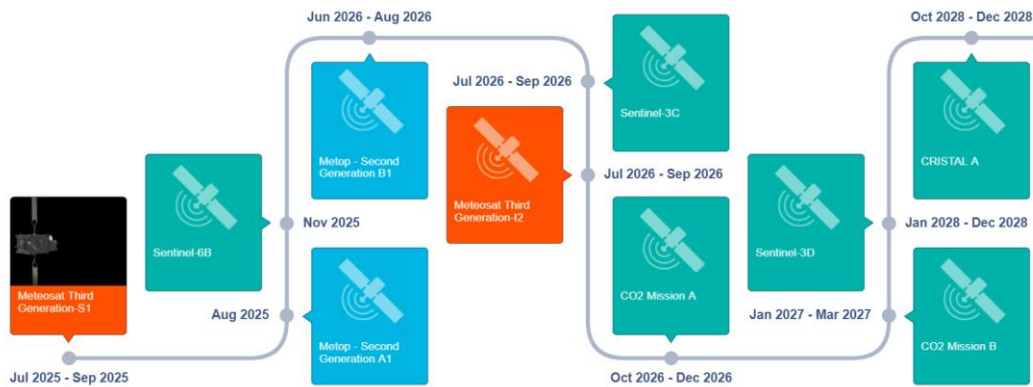 Jun 2026 - Aug 2026
Oct 2028 - Dec 2028
Jul 2026 - Sep 2026
Sentinel-3C
Metop - Second
Generation B1
CRISTAL A
Jul 2026 - Sep 2026
Meteosat Third
Generation-I2
Nov 2025
Jan 2028 - Dec 2028
Sentinel-6B
Sentinel-3D
Meteosat Third
Generation-S1
CO2 Mission A
Aug 2025
Jan 2027 - Mar 2027
Metop - Second
Generation A1
CO2 Mission B
Jul 2025 - Sep 2025
Oct 2026 - Dec 2026